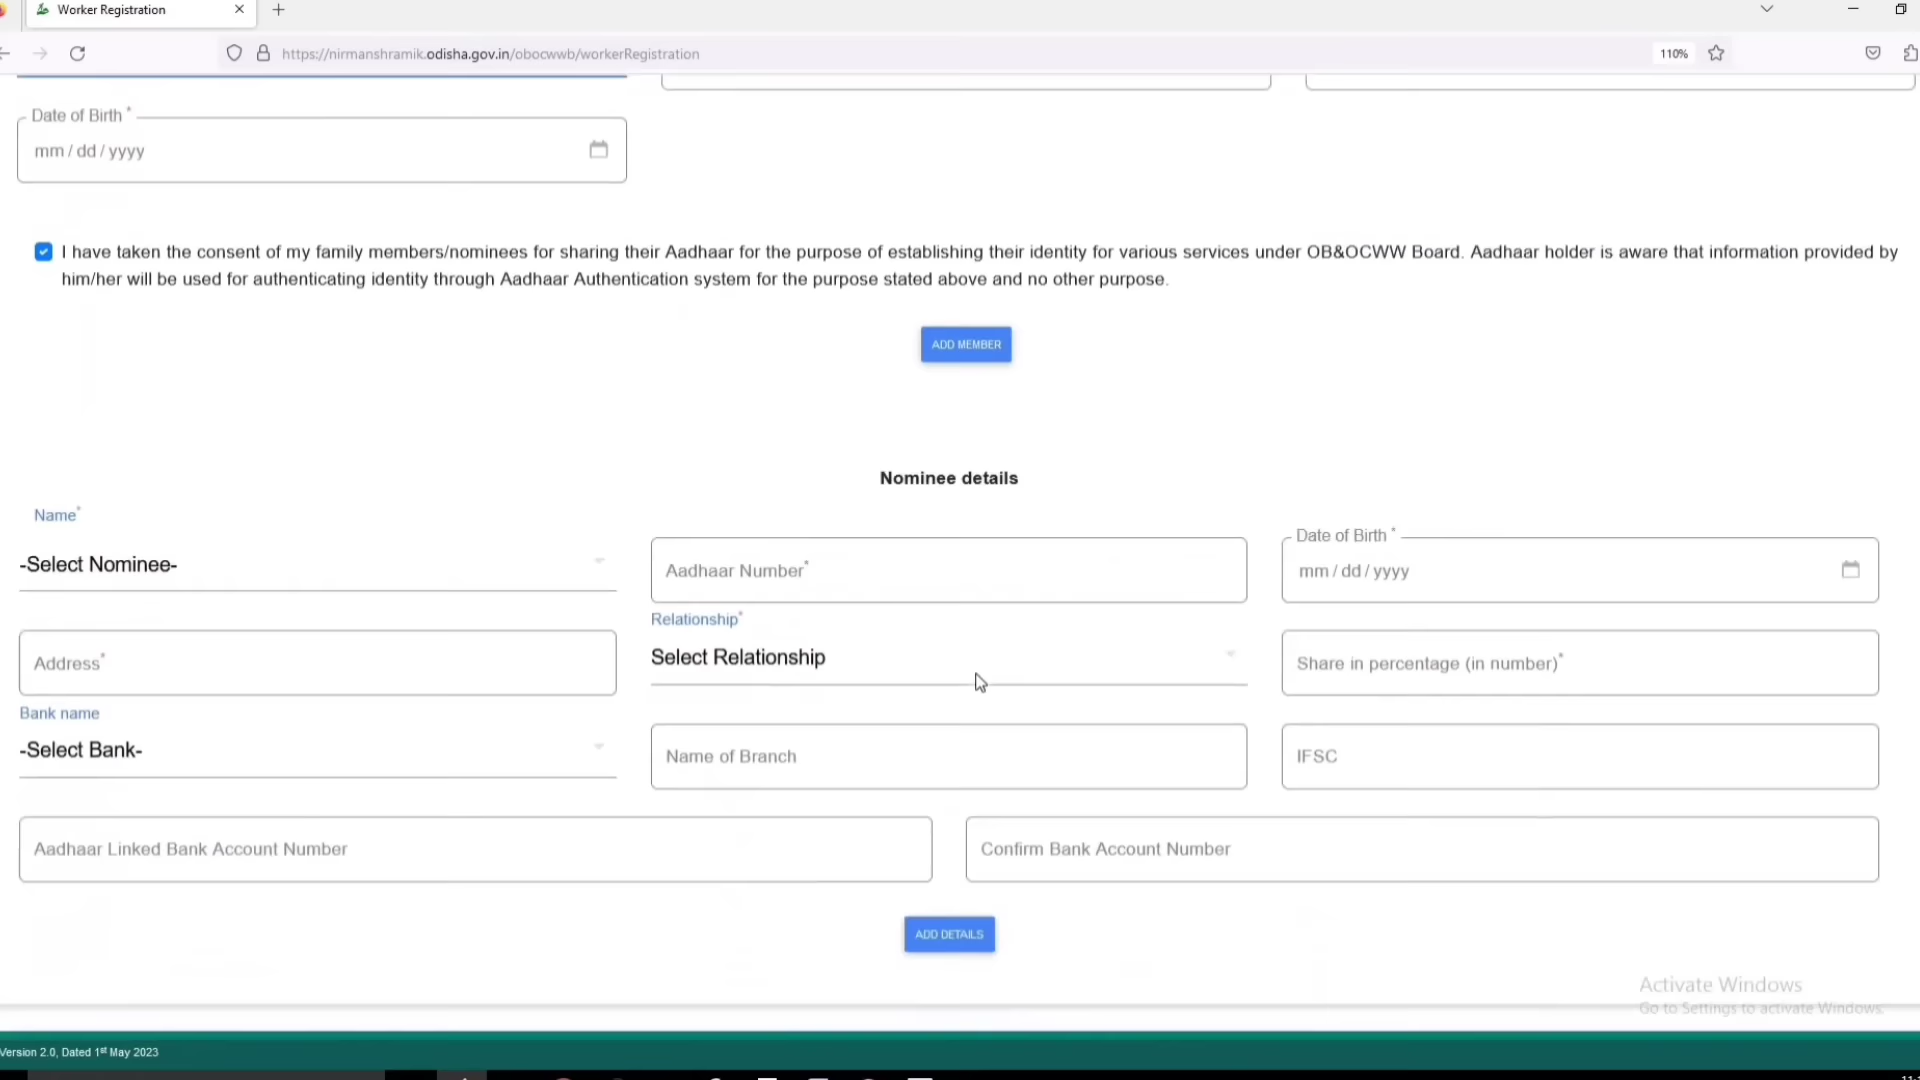 Worker Registration
https://nirmanshramik.odisha.gov.in/obocwwb/workerRegistration
110%
Date of Birth *
mm / dd / yyyy
I have taken the consent of my family members/nominees for sharing their Aadhaar for the purpose of establishing their identity for various services under OB&OCWW Board. Aadhaar holder is aware that information provided by
him/her will be used for authenticating identity through Aadhaar Authentication system for the purpose stated above and no other purpose.
ADD MEMBER
Nominee details
Name*
-Select Nominee-
Aadhaar Number*
Date of Birth *
mm / dd / yyyy
Address*
Relationship*
Select Relationship
Share in percentage (in number)*
Bank name
-Select Bank-
Name of Branch
IFSC
Aadhaar Linked Bank Account Number
Confirm Bank Account Number
ADD DETAILS
Activate Windows
Go to Settings to activate Windows.
Version 2.0, Dated 1st May 2023